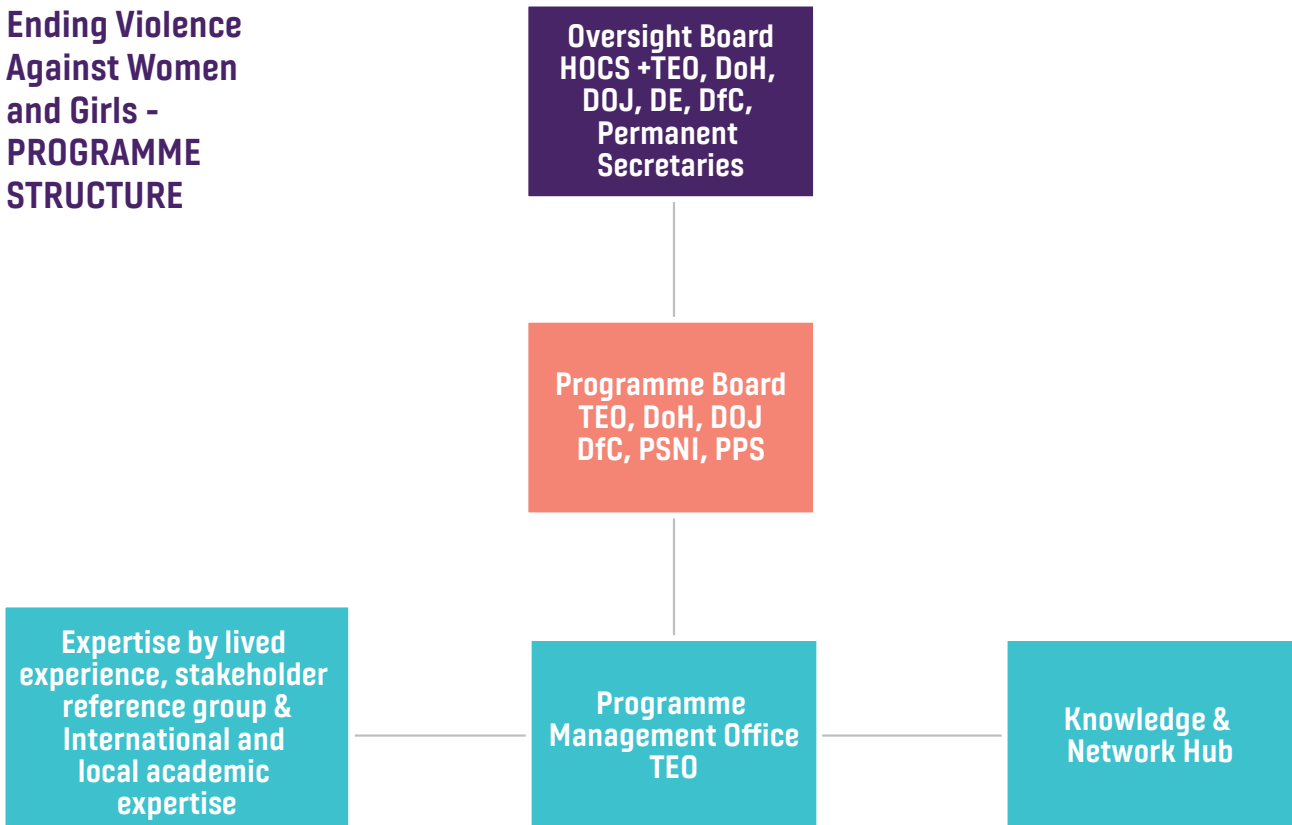 Ending Violence
Against Women
and Girls -
PROGRAMME
STRUCTURE
Oversight Board
HOCS +TEO, DoH,
DOJ, DE, DfC,
Permanent
Secretaries
Programme Board
TEO, DoH, DOJ
DfC, PSNI, PPS
Expertise by lived
experience, stakeholder
reference group &
International and
local academic
expertise
Programme
Management Office
TEO
Knowledge &
Network Hub